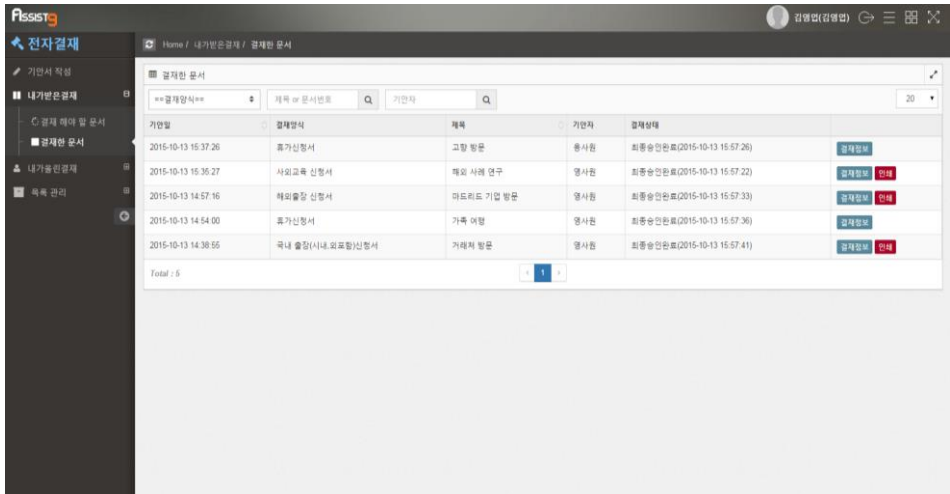 Assist9
김영업(김영업)
전자결재
Home / 내가받은결재 / 결재한 문서
기안서 작성
내가받은결재
결재 해야 할 문서
결재한 문서
내가올린결재
목록 관리
결재한 문서
==결재양식== 제목 or 문서번호 기안자 20
기안일 결재양식 제목 기안자 결재상태
2015-10-13 15:37:26 휴가신청서 고향 방문 용사원 최종승인완료(2015-10-13 15:57:26) 결재정보
2015-10-13 15:35:27 사외교육 신청서 해외 사례 연구 영사원 최종승인완료(2015-10-13 15:57:22) 결재정보 인쇄
2015-10-13 14:57:16 해외출장 신청서 마드리드 기업 방문 영사원 최종승인완료(2015-10-13 15:57:33) 결재정보 인쇄
2015-10-13 14:54:00 휴가신청서 가족 여행 영사원 최종승인완료(2015-10-13 15:57:36) 결재정보
2015-10-13 14:38:55 국내 출장(시내,외포함)신청서 거래처 방문 영사원 최종승인완료(2015-10-13 15:57:41) 결재정보 인쇄
Total : 5 1